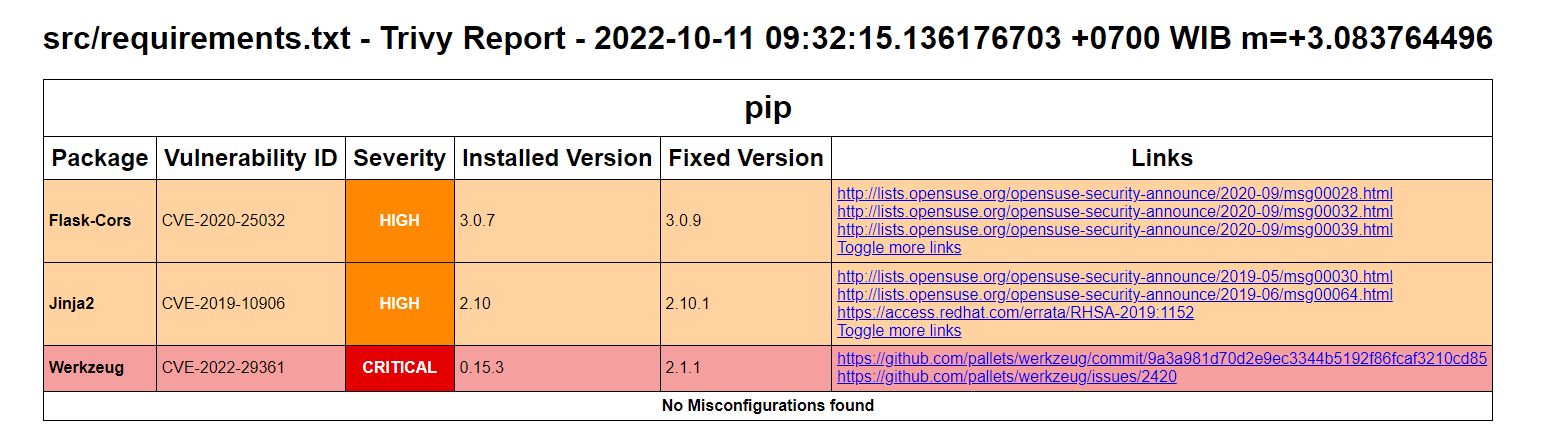 src/requirements.txt - Trivy Report - 2022-10-11 09:32:15.136176703 +0700 WIB m=+3.083764496
pip
Package Vulnerability ID Severity Installed Version Fixed Version Links
Flask-Cors CVE-2020-25032 HIGH 3.0.7 3.0.9 http://lists.opensuse.org/opensuse-security-announce/2020-09/msg00028.html
http://lists.opensuse.org/opensuse-security-announce/2020-09/msg00032.html
http://lists.opensuse.org/opensuse-security-announce/2020-09/msg00039.html
Toggle more links
Jinja2 CVE-2019-10906 HIGH 2.10 2.10.1 http://lists.opensuse.org/opensuse-security-announce/2019-05/msg00030.html
http://lists.opensuse.org/opensuse-security-announce/2019-06/msg00064.html
https://access.redhat.com/errata/RHSA-2019:1152
Toggle more links
Werkzeug CVE-2022-29361 CRITICAL 0.15.3 2.1.1 https://github.com/pallets/werkzeug/commit/9a3a981d70d2e9ec3344b5192f86fcaf3210cd85
https://github.com/pallets/werkzeug/issues/2420
No Misconfigurations found